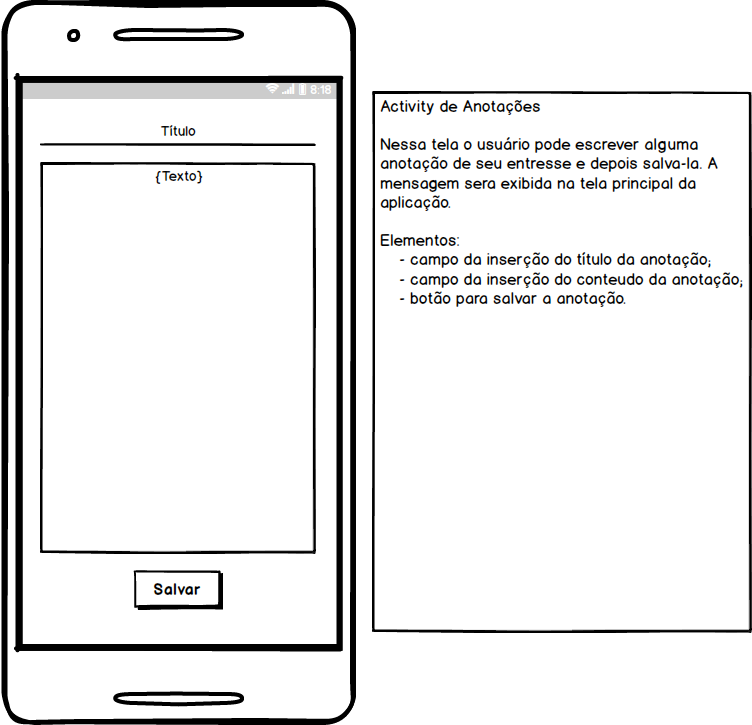 8:18
Título
{Texto}
Salvar
Activity de Anotações
Nessa tela o usuário pode escrever alguma
anotação de seu entresse e depois salva-la. A
mensagem sera exibida na tela principal da
aplicação.
Elementos:
- campo da inserção do título da anotação;
- campo da inserção do conteudo da anotação;
- botão para salvar a anotação.